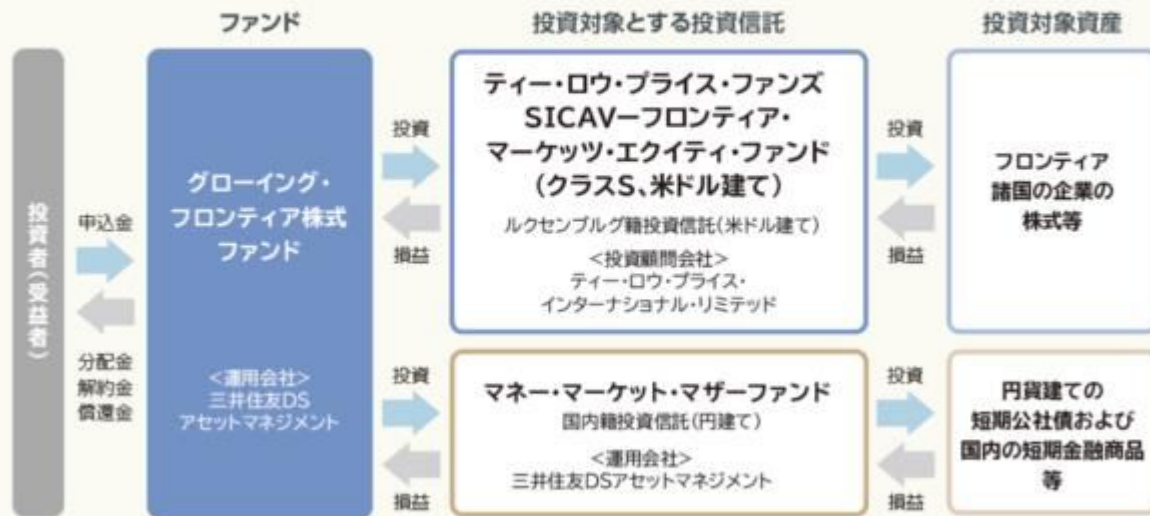 ファンド
投資対象とする投資信託
投資対象資産
投資者(受益者)
申込金
分配金
解約金
償還金
グローイング・
フロンティア株式
ファンド
<運用会社>
三井住友DS
アセットマネジメント
投資
損益
ティー・ロウ・プライス・ファンズ
SICAVーフロンティア・
マーケッツ・エクイティ・ファンド
(クラスS、米ドル建て)
ルクセンブルグ籍投資信託(米ドル建て)
<投資顧問会社>
ティー・ロウ・プライス・
インターナショナル・リミテッド
投資
損益
フロンティア
諸国の企業の
株式等
投資
損益
マネー・マーケット・マザーファンド
国内籍投資信託(円建て)
<運用会社>
三井住友DSアセットマネジメント
投資
損益
円貨建ての
短期公社債および
国内の短期金融商品
等